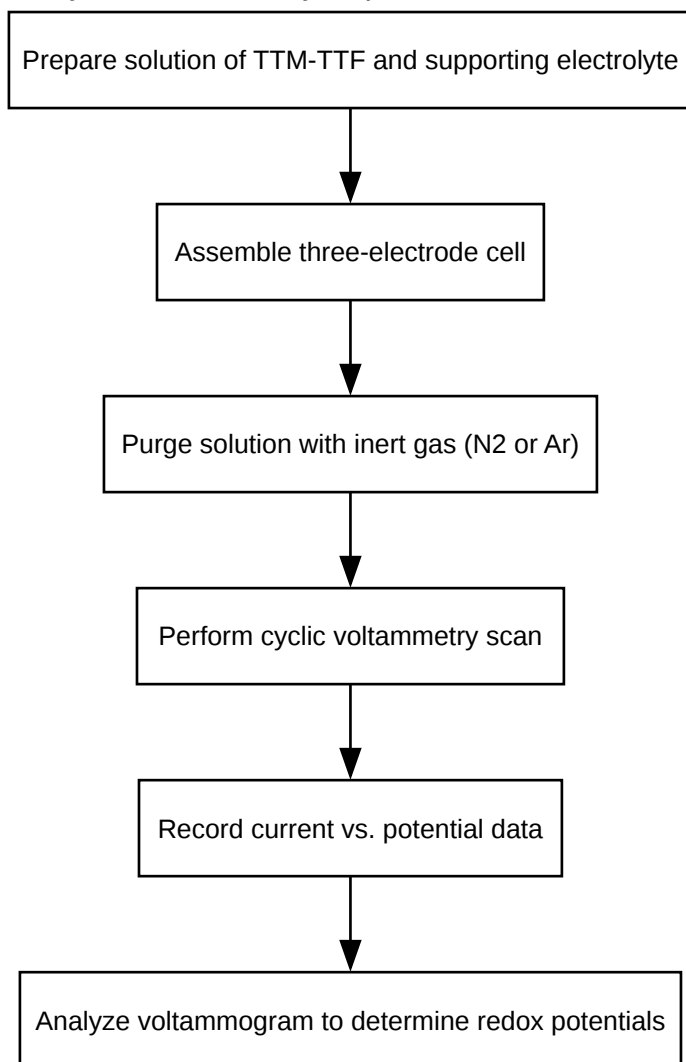 Prepare solution of TTM-TTF and supporting electrolyte
Assemble three-electrode cell
Purge solution with inert gas (N2 or Ar)
Perform cyclic voltammetry scan
Record current vs. potential data
Analyze voltammogram to determine redox potentials